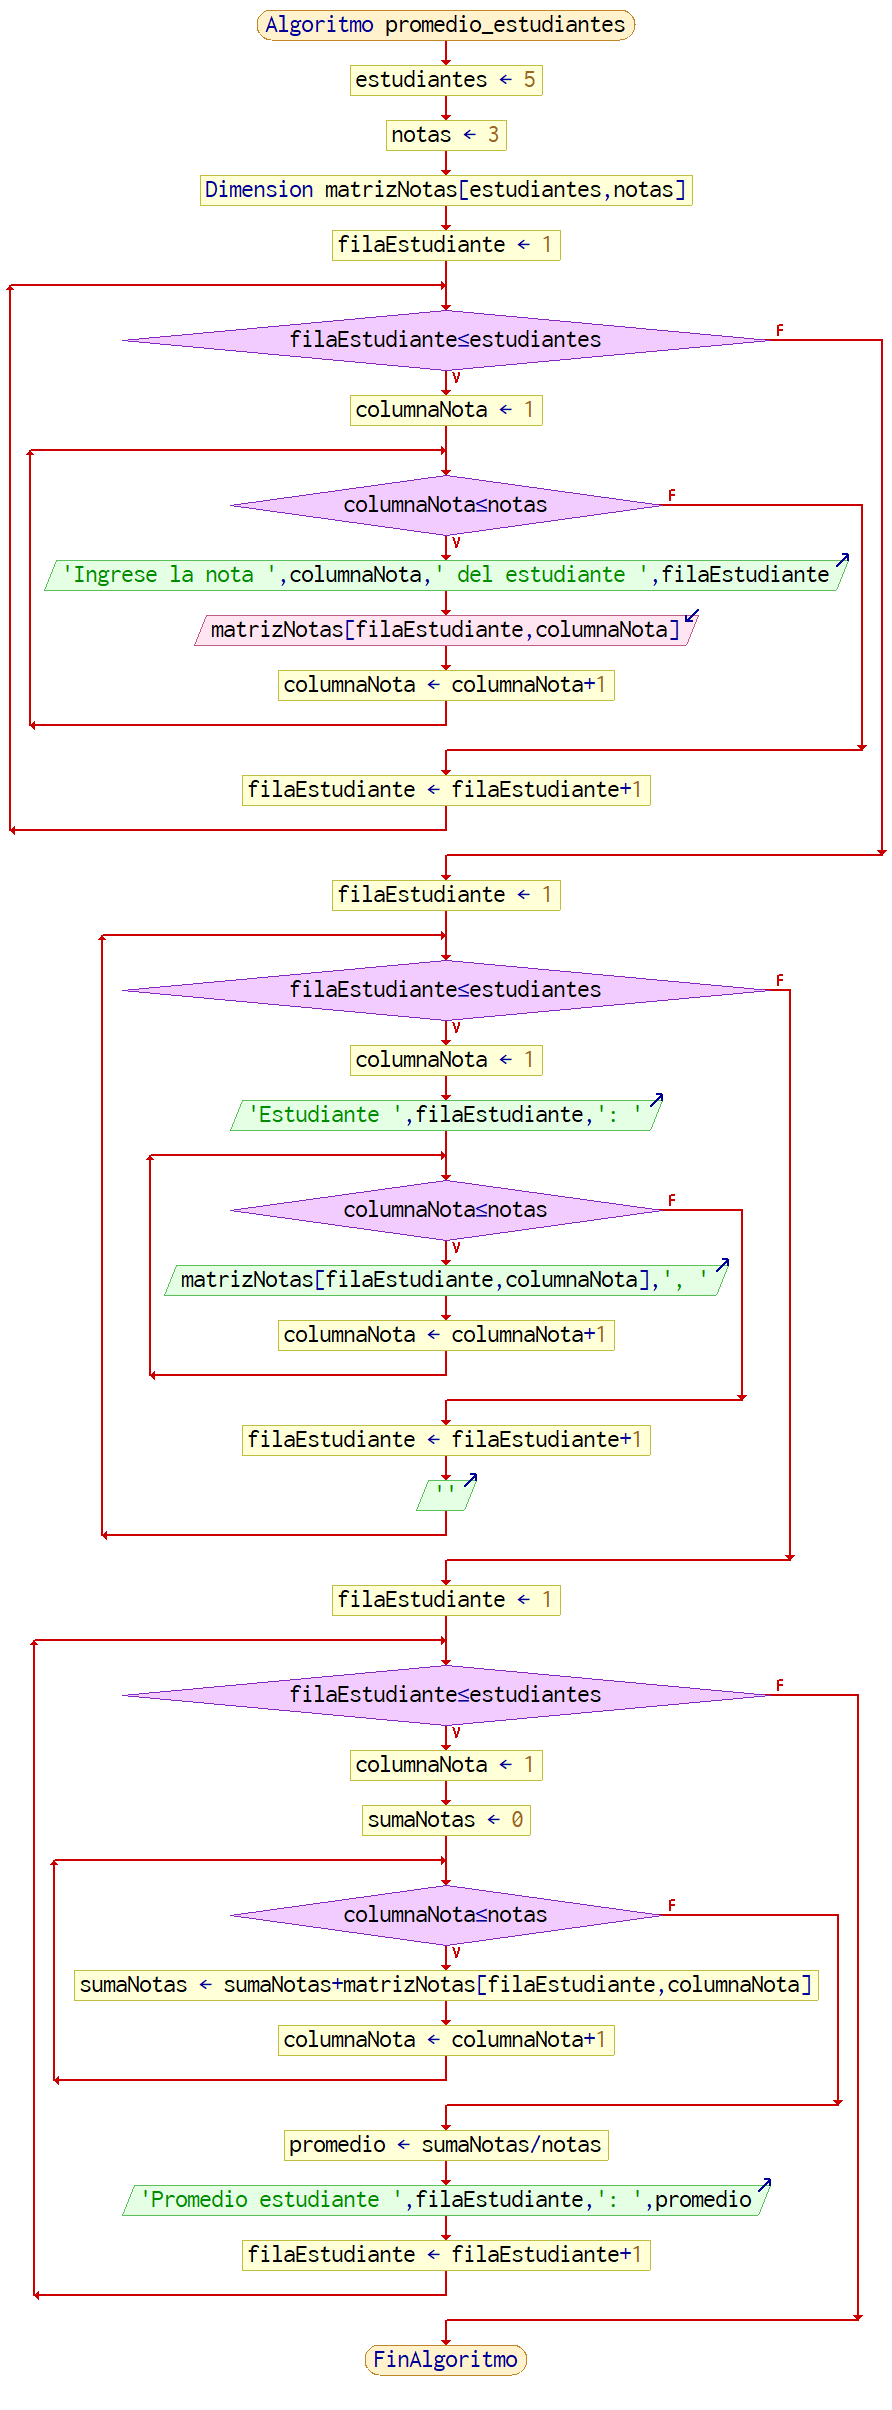 Algoritmo promedio_estudiantes
estudiantes ← 5
notas ← 3
Dimension matrizNotas[estudiantes,notas]
filaEstudiante ← 1
filaEstudiante≤estudiantes
F
V
columnaNota ← 1
columnaNota≤notas
F
V
'Ingrese la nota ',columnaNota,' del estudiante ',filaEstudiante
matrizNotas[filaEstudiante,columnaNota]
columnaNota ← columnaNota+1
filaEstudiante ← filaEstudiante+1
filaEstudiante ← 1
filaEstudiante≤estudiantes
F
V
columnaNota ← 1
'Estudiante ',filaEstudiante,': '
columnaNota≤notas
F
V
matrizNotas[filaEstudiante,columnaNota],', '
columnaNota ← columnaNota+1
filaEstudiante ← filaEstudiante+1
''
filaEstudiante ← 1
filaEstudiante≤estudiantes
F
V
columnaNota ← 1
sumaNotas ← 0
columnaNota≤notas
F
V
sumaNotas ← sumaNotas+matrizNotas[filaEstudiante,columnaNota]
columnaNota ← columnaNota+1
promedio ← sumaNotas/notas
'Promedio estudiante ',filaEstudiante,': ',promedio
filaEstudiante ← filaEstudiante+1
FinAlgoritmo